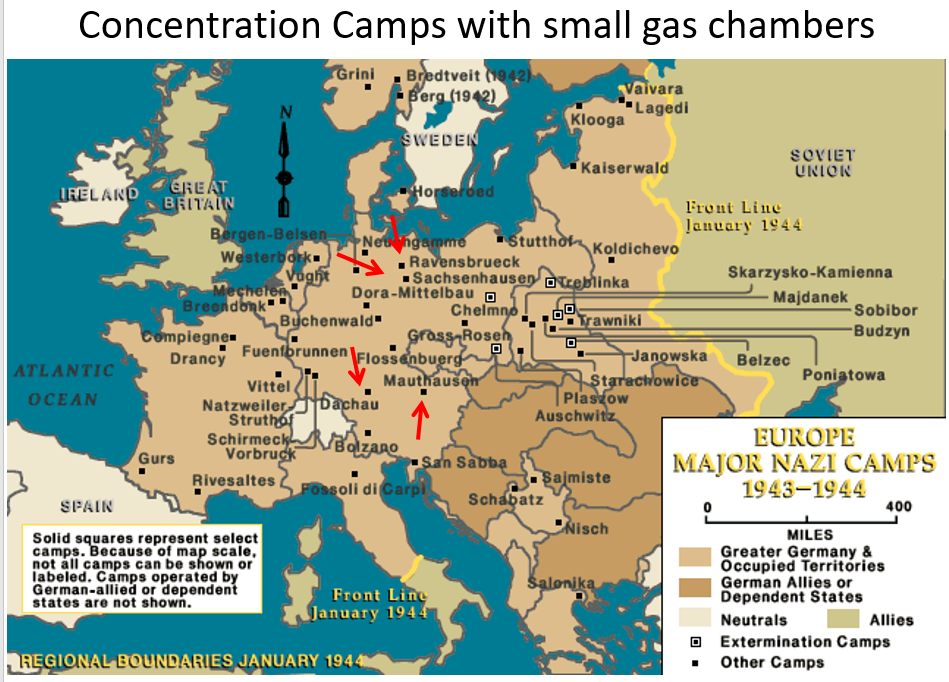 Concentration Camps with small gas chambers
Grini
Bredtveit (1942)
Berg (1942)
Vaivara
Lagedi
Klooga
N
SWEDEN
Kaiserwald
SOVIET
UNION
IRELAND
GREAT
BRITAIN
Horseroed
Front Line
January 1944
Bergen-Belsen
Neuengamme
Stutthof
Koldichevo
Westerbork
Ravensbrueck
Vught
Sachsenhausen
Treblinka
Skarzysko-Kamienna
Mechelen
Dora-Mittelbau
Majdanek
Breendonk
Chelmno
Sobibor
Buchenwald
Trawniki
Budzyn
Compiegne
Gross-Rosen
Drancy
Fuenfbrunnen
Flossenbuerg
Janowska
Belzec
ATLANTIC
OCEAN
Vittel
Mauthausen
Starachowice
Poniatowa
Natzweiler-
Struthof
Dachau
Plaszow
Auschwitz
Schirmeck
Vorbruck
Bolzano
Gurs
San Sabba
Rivesaltes
Fossoli di Carpi
Sajmiste
Schabatz
SPAIN
Nisch
Solid squares represent select
camps. Because of map scale,
not all camps can be shown or
labeled. Camps operated by
German-allied or dependent
states are not shown.
Front Line
January 1944
Salonika
REGIONAL BOUNDARIES JANUARY 1944
EUROPE
MAJOR NAZI CAMPS
1943–1944
0 400
MILES
Greater Germany &
Occupied Territories
German Allies or
Dependent States
Neutrals
Allies
Extermination Camps
Other Camps